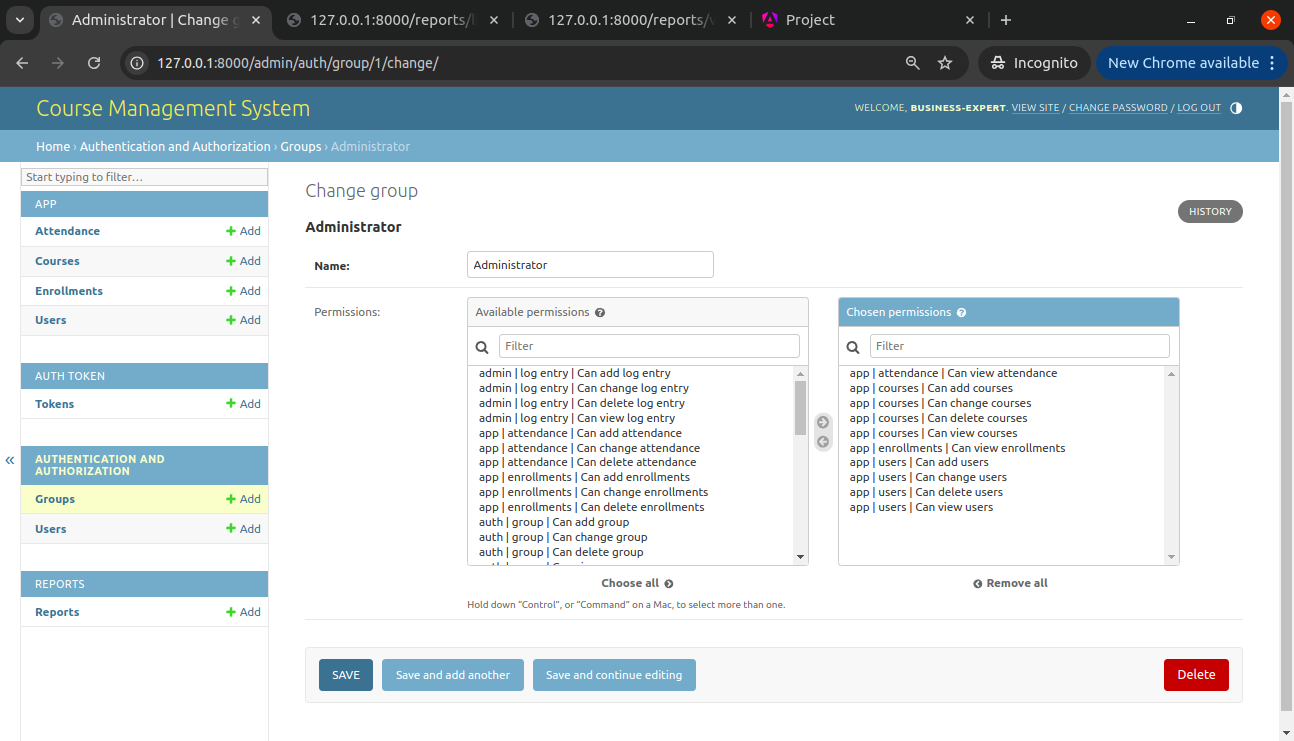 Administrator | Change g
127.0.0.1:8000/reports/
127.0.0.1:8000/reports/
Project
127.0.0.1:8000/admin/auth/group/1/change/
Incognito
New Chrome available
Course Management System
WELCOME, BUSINESS-EXPERT. VIEW SITE / CHANGE PASSWORD / LOG OUT
Home › Authentication and Authorization › Groups › Administrator
Start typing to filter…
APP
Attendance + Add
Courses + Add
Enrollments + Add
Users + Add
AUTH TOKEN
Tokens + Add
«
AUTHENTICATION AND
AUTHORIZATION
Groups + Add
Users + Add
REPORTS
Reports + Add
Change group
HISTORY
Administrator
Name: Administrator
Permissions:
Available permissions ?
Filter
admin | log entry | Can add log entry
admin | log entry | Can change log entry
admin | log entry | Can delete log entry
admin | log entry | Can view log entry
app | attendance | Can add attendance
app | attendance | Can change attendance
app | attendance | Can delete attendance
app | enrollments | Can add enrollments
app | enrollments | Can change enrollments
app | enrollments | Can delete enrollments
auth | group | Can add group
auth | group | Can change group
auth | group | Can delete group
Choose all
Hold down “Control”, or “Command” on a Mac, to select more than one.
Chosen permissions ?
Filter
app | attendance | Can view attendance
app | courses | Can add courses
app | courses | Can change courses
app | courses | Can delete courses
app | courses | Can view courses
app | enrollments | Can view enrollments
app | users | Can add users
app | users | Can change users
app | users | Can delete users
app | users | Can view users
Remove all
SAVE
Save and add another
Save and continue editing
Delete